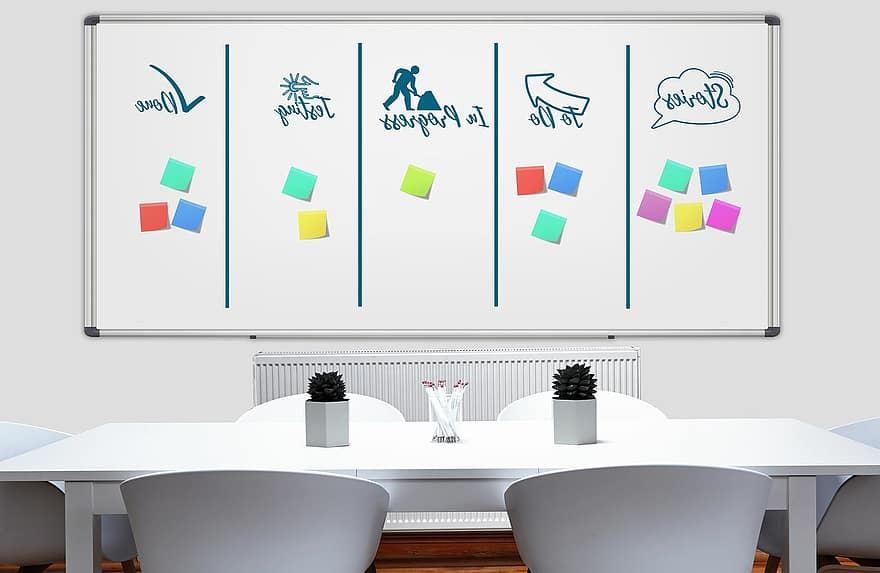 Stories
To Do
In Progress
Testing
Done